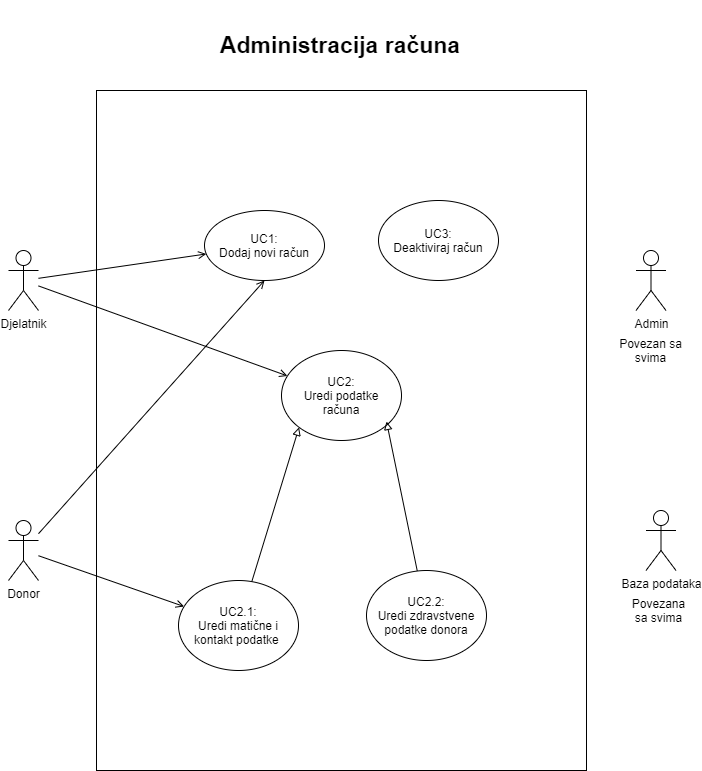 Administracija računa
UC1:
Dodaj novi račun
UC3:
Deaktiviraj račun
Djelatnik
Admin
Povezan sa
svima
UC2:
Uredi podatke
računa
Donor
UC2.1:
Uredi matične i
kontakt podatke
UC2.2:
Uredi zdravstvene
podatke donora
Baza podataka
Povezana
sa svima